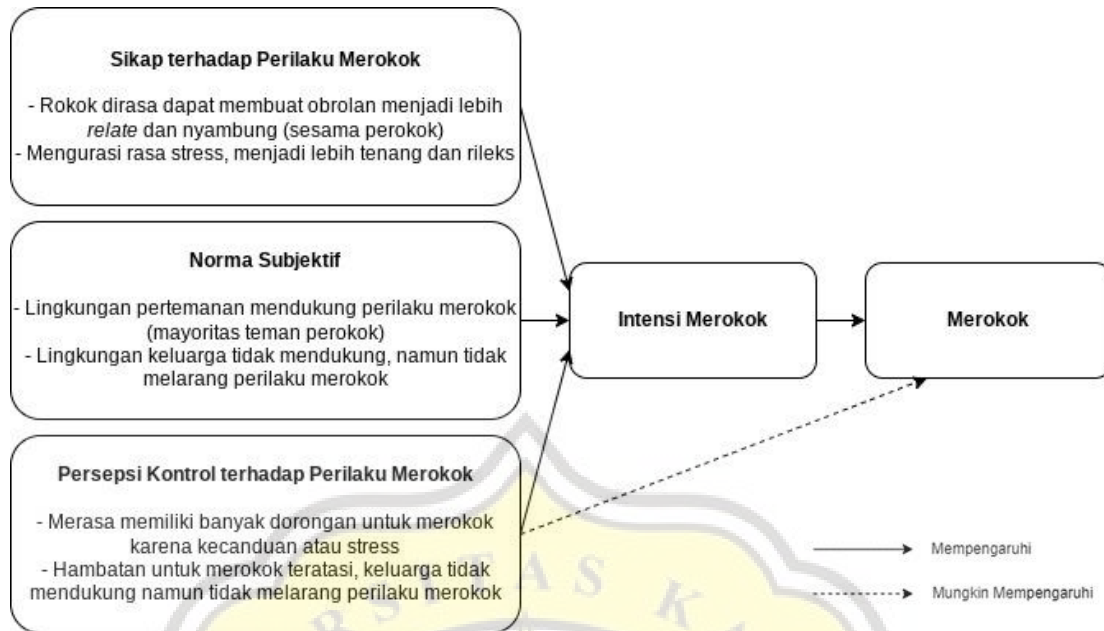 Sikap terhadap Perilaku Merokok
- Rokok dirasa dapat membuat obrolan menjadi lebih
relate dan nyambung (sesama perokok)
- Mengurasi rasa stress, menjadi lebih tenang dan rileks
Norma Subjektif
- Lingkungan pertemanan mendukung perilaku merokok
(mayoritas teman perokok)
- Lingkungan keluarga tidak mendukung, namun tidak
melarang perilaku merokok
Persepsi Kontrol terhadap Perilaku Merokok
- Merasa memiliki banyak dorongan untuk merokok
karena kecanduan atau stress
- Hambatan untuk merokok teratasi, keluarga tidak
mendukung namun tidak melarang perilaku merokok
Intensi Merokok
Merokok
Mempengaruhi
Mungkin Mempengaruhi